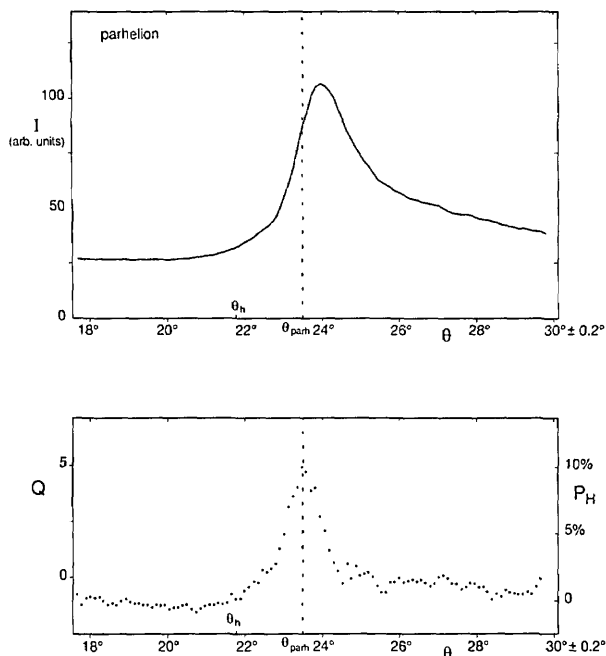 parhelion
100
I
(arb. units)
50
0
θh
18° 20° 22° θparh 24° 26° θ 28° 30° ± 0.2°
5
10%
Q
PH
5%
0
0
θh
18° 20° 22° θparh 24° 26° θ 28° 30° ± 0.2°